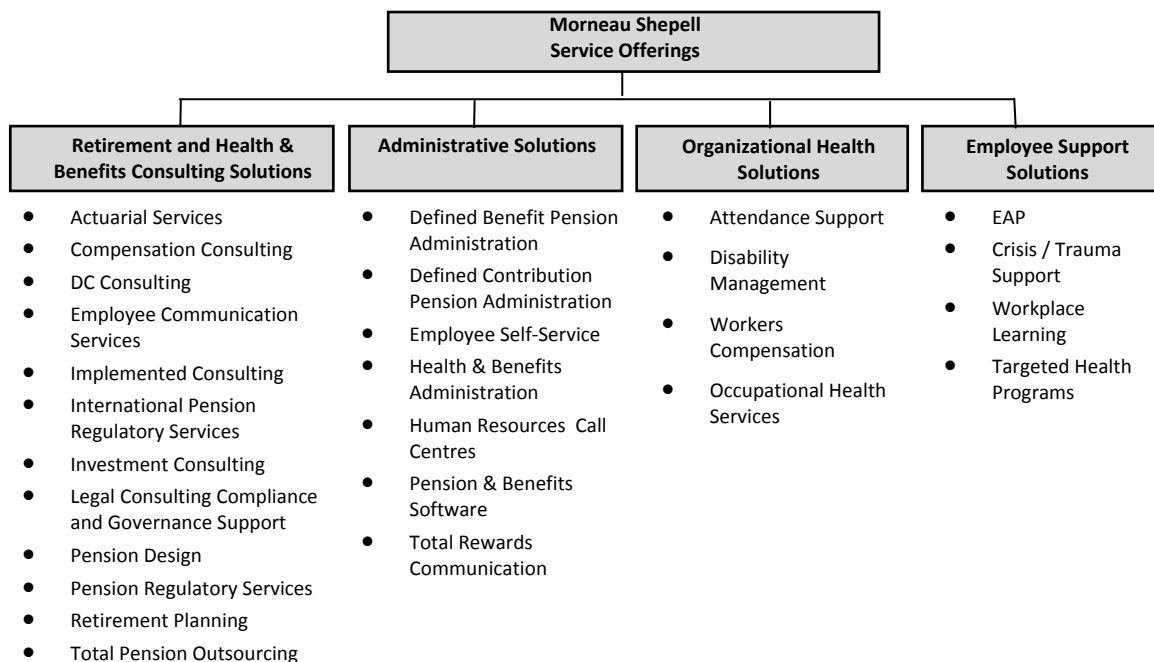 Morneau Shepell
Service Offerings
Retirement and Health &
Benefits Consulting Solutions
● Actuarial Services
● Compensation Consulting
● DC Consulting
● Employee Communication
Services
● Implemented Consulting
● International Pension
Regulatory Services
● Investment Consulting
● Legal Consulting Compliance
and Governance Support
● Pension Design
● Pension Regulatory Services
● Retirement Planning
● Total Pension Outsourcing
Administrative Solutions
● Defined Benefit Pension
Administration
● Defined Contribution
Pension Administration
● Employee Self-Service
● Health & Benefits
Administration
● Human Resources Call
Centres
● Pension & Benefits
Software
● Total Rewards
Communication
Organizational Health
Solutions
● Attendance Support
● Disability
Management
● Workers
Compensation
● Occupational Health
Services
Employee Support
Solutions
● EAP
● Crisis / Trauma
Support
● Workplace
Learning
● Targeted Health
Programs